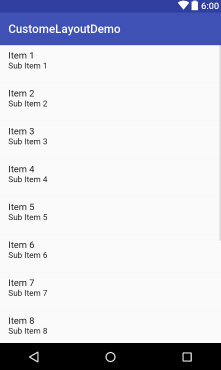 6:00
CustomeLayoutDemo
Item 1
Sub Item 1
Item 2
Sub Item 2
Item 3
Sub Item 3
Item 4
Sub Item 4
Item 5
Sub Item 5
Item 6
Sub Item 6
Item 7
Sub Item 7
Item 8
Sub Item 8